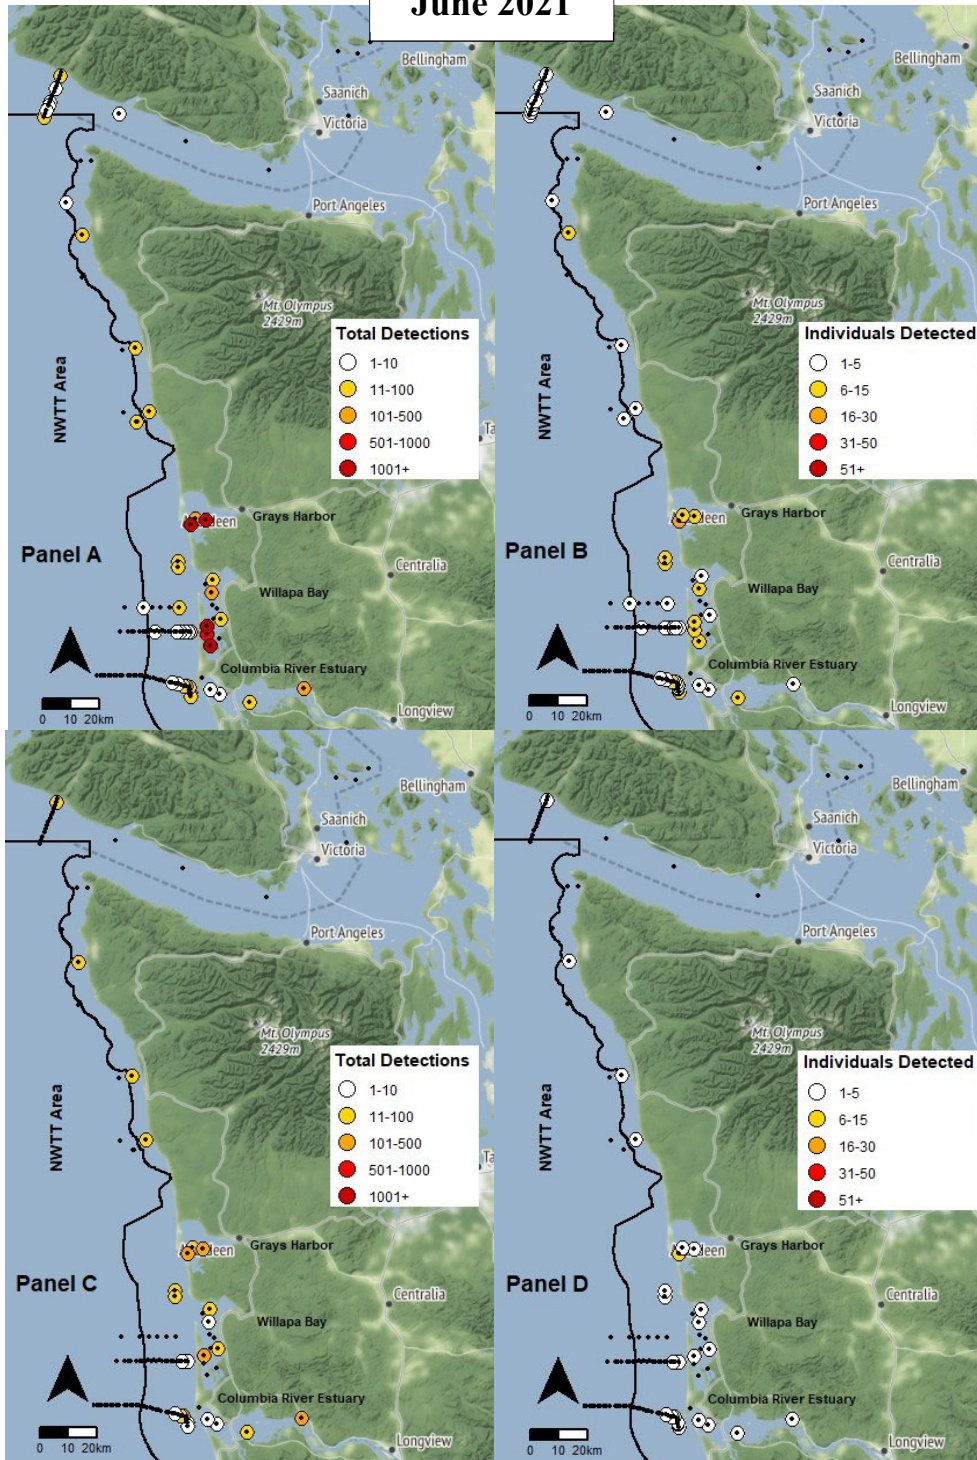 June 2021
Bellingham
Saanich
Victoria
Port Angeles
Mt. Olympus
2429m
Total Detections
1-10
11-100
101-500
501-1000
1001+
NWTT Area
Grays Harbor
Panel A
Centralia
Willapa Bay
Columbia River Estuary
0 10 20km
Longview
Bellingham
Saanich
Victoria
Port Angeles
Mt. Olympus
2429m
Individuals Detected
1-5
6-15
16-30
31-50
51+
NWTT Area
Grays Harbor
Panel B
Centralia
Willapa Bay
Columbia River Estuary
0 10 20km
Longview
Bellingham
Saanich
Victoria
Port Angeles
Mt. Olympus
2429m
Total Detections
1-10
11-100
101-500
501-1000
1001+
NWTT Area
Grays Harbor
Panel C
Centralia
Willapa Bay
Columbia River Estuary
0 10 20km
Longview
Bellingham
Saanich
Victoria
Port Angeles
Mt. Olympus
2429m
Individuals Detected
1-5
6-15
16-30
31-50
51+
NWTT Area
Grays Harbor
Panel D
Centralia
Willapa Bay
Columbia River Estuary
0 10 20km
Longview